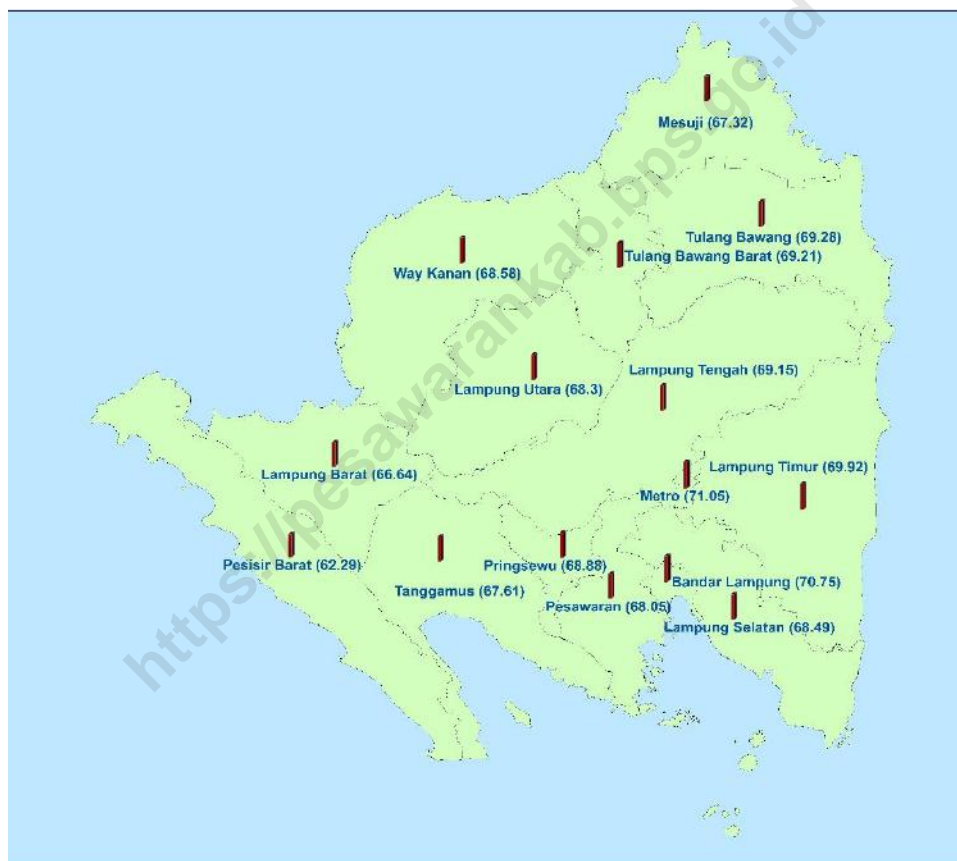 Mesuji (67.32)
Tulang Bawang (69.28)
Tulang Bawang Barat (69.21)
Way Kanan (68.58)
Lampung Tengah (69.15)
Lampung Utara (68.3)
Lampung Timur (69.92)
Lampung Barat (66.64)
Metro (71.05)
Pesisir Barat (62.29)
Pringsewu (68.88)
Bandar Lampung (70.75)
Tanggamus (67.61)
Pesawaran (68.05)
Lampung Selatan (68.49)
https://pesawarankab.bps.go.id